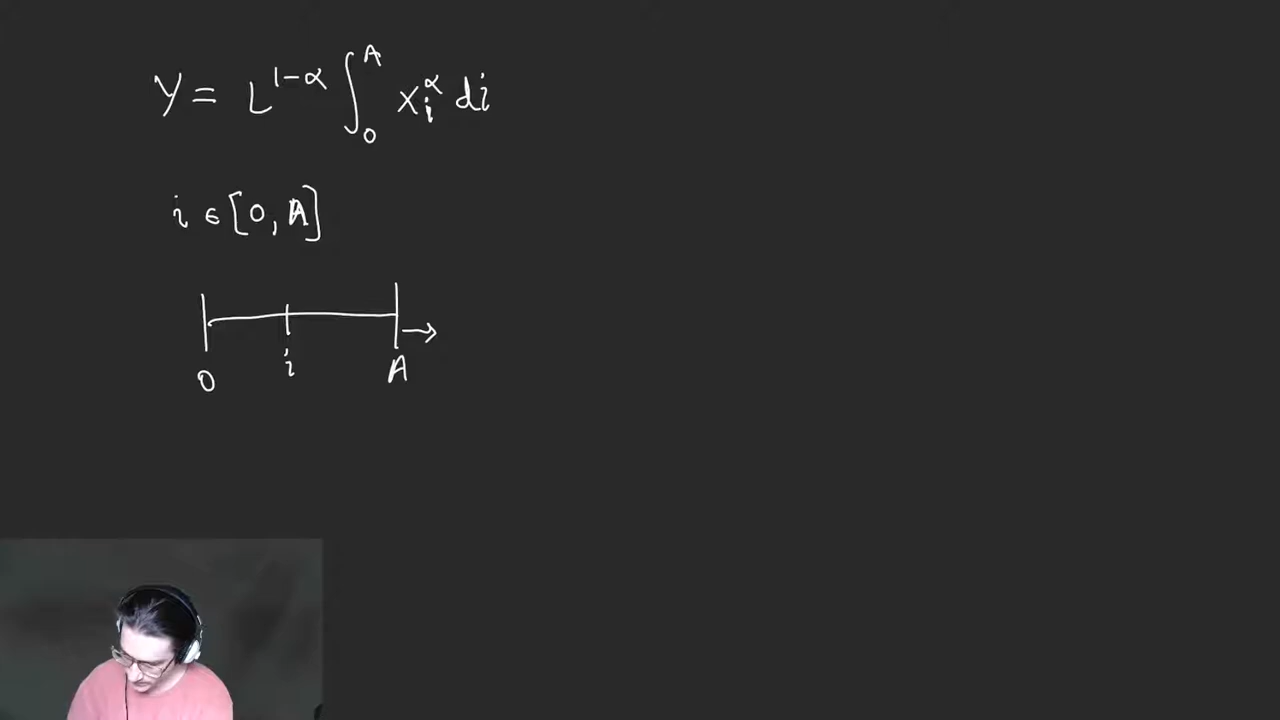 Y = L^{1-α} ∫_0^A x_i^α di
i ∈ [0, A]
0 i A